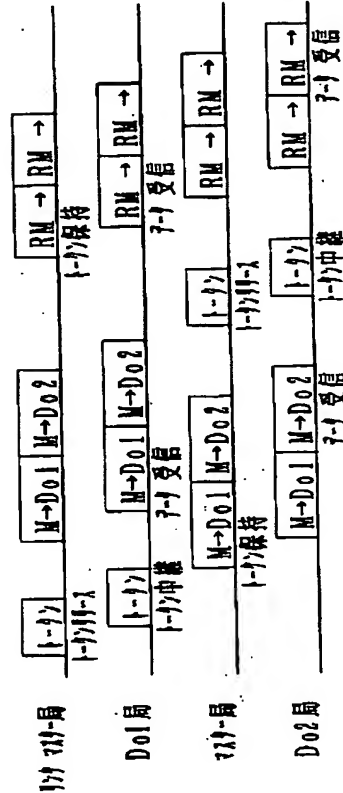 ﾘﾝｸ ﾏｽﾀｰ局
ﾄｰｸﾝ M→Do1 M→Do2 RM → RM →
ﾄｰｸﾝﾘﾘｰｽ ﾄｰｸﾝ保持
Do1局
ﾄｰｸﾝ M→Do1 M→Do2 RM → RM →
ﾄｰｸﾝ中継 ﾃﾞｰﾀ 受信 ﾃﾞｰﾀ 受信
ﾏｽﾀｰ局
M→Do1 M→Do2 ﾄｰｸﾝ RM → RM →
ﾄｰｸﾝ保持 ﾄｰｸﾝﾘﾘｰｽ
Do2局
M→Do1 M→Do2 ﾄｰｸﾝ RM → RM →
ﾃﾞｰﾀ 受信 ﾄｰｸﾝ中継 ﾃﾞｰﾀ 受信